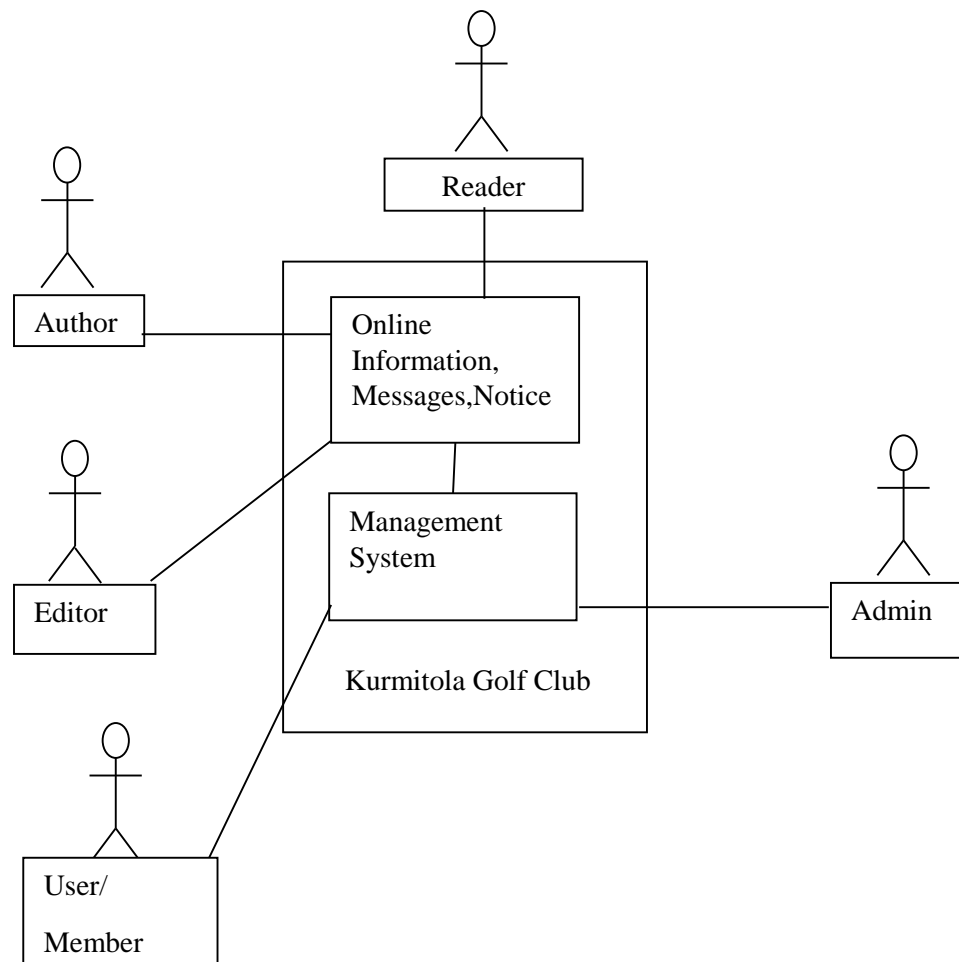 Reader
Author
Online
Information,
Messages,Notice
Management
System
Editor
Admin
Kurmitola Golf Club
User/
Member